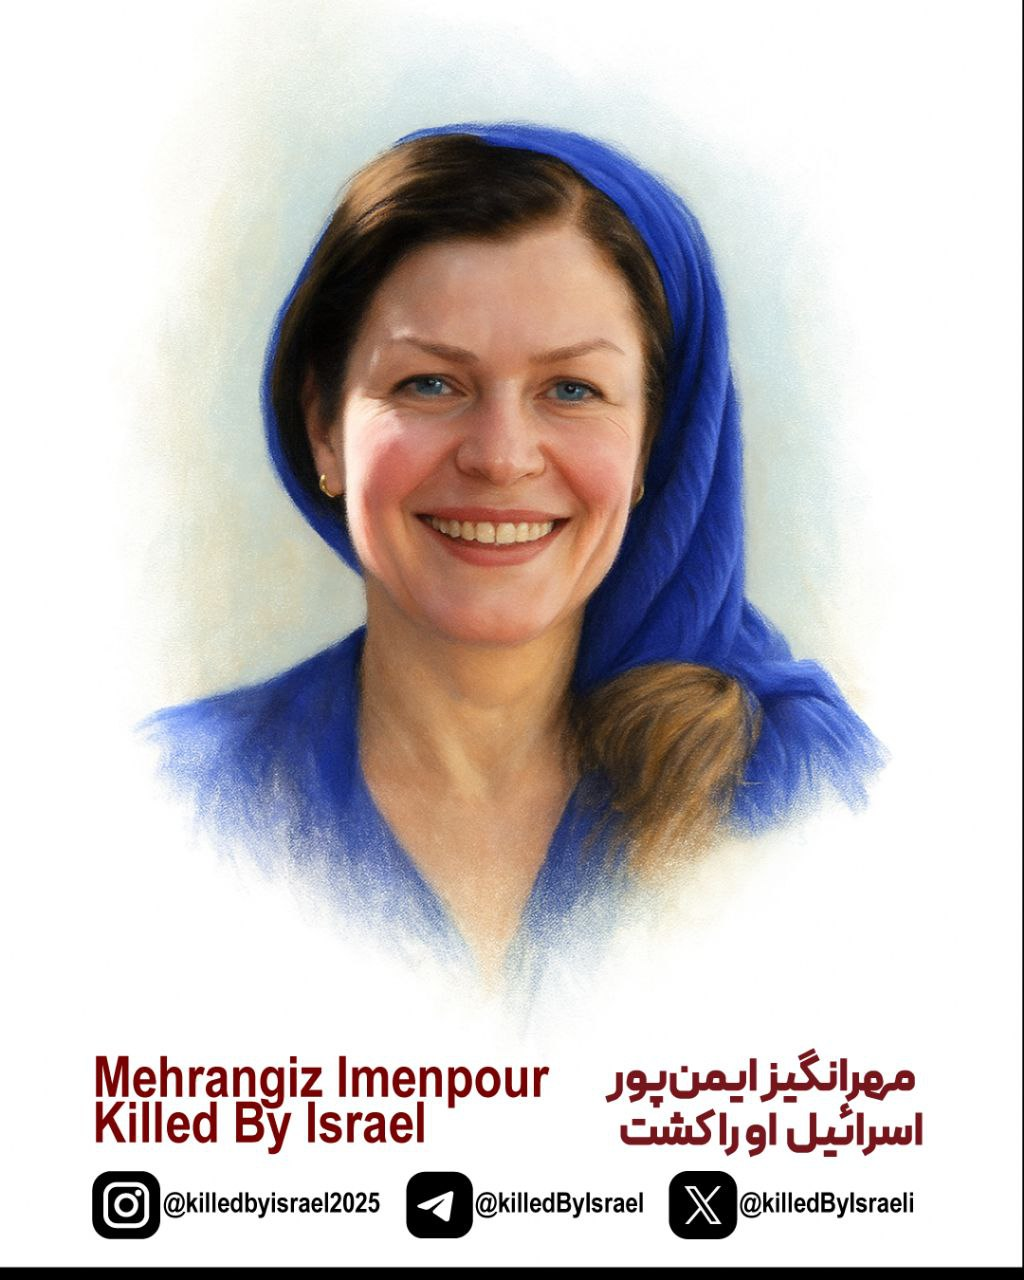 Mehrangiz Imenpour
Killed By Israel
مهرانگیز ایمن‌پور
اسرائیل او را کشت
@killedbyisrael2025
@killedByIsrael
@killedByIsraeli